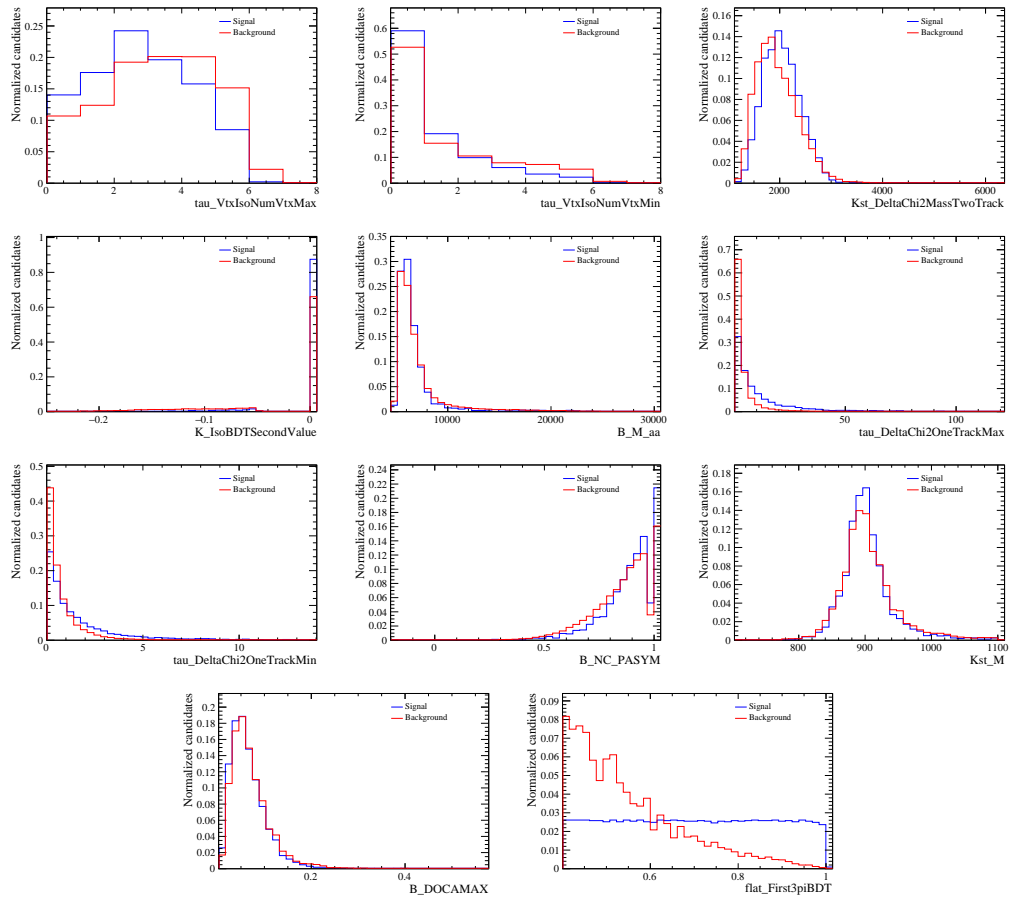 Normalized candidates
0.25
0.2
0.15
0.1
0.05
0
Signal
Background
0 2 4 6 8
tau_VtxIsoNumVtxMax
Normalized candidates
0.6
0.5
0.4
0.3
0.2
0.1
0
Signal
Background
0 2 4 6 8
tau_VtxIsoNumVtxMin
Normalized candidates
0.16
0.14
0.12
0.1
0.08
0.06
0.04
0.02
0
Signal
Background
2000 4000 6000
Kst_DeltaChi2MassTwoTrack
Normalized candidates
1
0.8
0.6
0.4
0.2
0
Signal
Background
−0.2 −0.1 0
K_IsoBDTSecondValue
Normalized candidates
0.35
0.3
0.25
0.2
0.15
0.1
0.05
0
Signal
Background
10000 20000 30000
B_M_aa
Normalized candidates
0.7
0.6
0.5
0.4
0.3
0.2
0.1
0
Signal
Background
50 100
tau_DeltaChi2OneTrackMax
Normalized candidates
0.5
0.4
0.3
0.2
0.1
0
Signal
Background
0 5 10
tau_DeltaChi2OneTrackMin
Normalized candidates
0.24
0.22
0.2
0.18
0.16
0.14
0.12
0.1
0.08
0.06
0.04
0.02
0
Signal
Background
0 0.5 1
B_NC_PASYM
Normalized candidates
0.18
0.16
0.14
0.12
0.1
0.08
0.06
0.04
0.02
0
Signal
Background
800 900 1000 1100
Kst_M
Normalized candidates
0.2
0.18
0.16
0.14
0.12
0.1
0.08
0.06
0.04
0.02
0
Signal
Background
0.2 0.4
B_DOCAMAX
Normalized candidates
0.09
0.08
0.07
0.06
0.05
0.04
0.03
0.02
0.01
0
Signal
Background
0.6 0.8 1
flat_First3piBDT